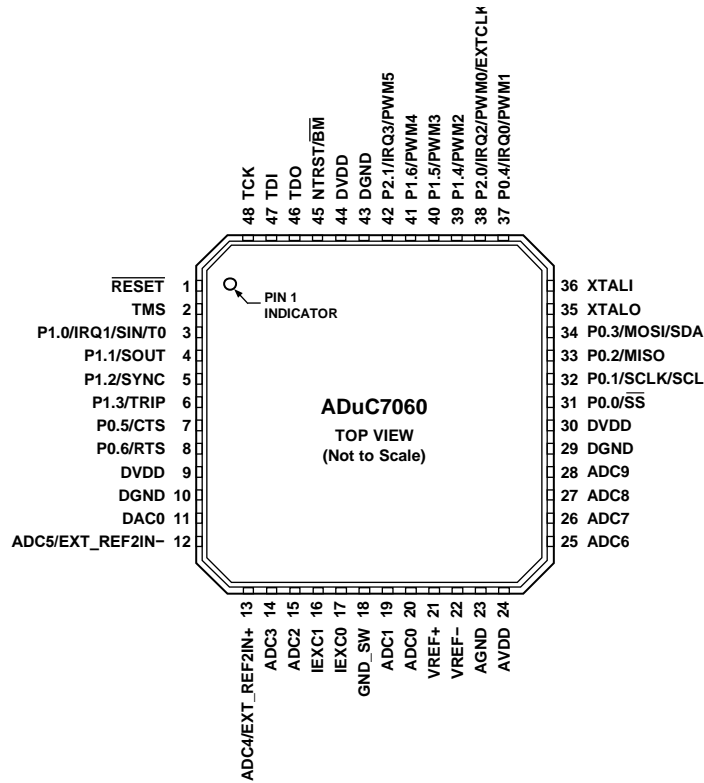 48 TCK
47 TDI
46 TDO
45 NTRST/BM
44 DVDD
43 DGND
42 P2.1/IRQ3/PWM5
41 P1.6/PWM4
40 P1.5/PWM3
39 P1.4/PWM2
38 P2.0/IRQ2/PWM0/EXTCLK
37 P0.4/IRQ0/PWM1
RESET 1
TMS 2
P1.0/IRQ1/SIN/T0 3
P1.1/SOUT 4
P1.2/SYNC 5
P1.3/TRIP 6
P0.5/CTS 7
P0.6/RTS 8
DVDD 9
DGND 10
DAC0 11
ADC5/EXT_REF2IN− 12
PIN 1
INDICATOR
ADuC7060
TOP VIEW
(Not to Scale)
36 XTALI
35 XTALO
34 P0.3/MOSI/SDA
33 P0.2/MISO
32 P0.1/SCLK/SCL
31 P0.0/SS
30 DVDD
29 DGND
28 ADC9
27 ADC8
26 ADC7
25 ADC6
ADC4/EXT_REF2IN+ 13
ADC3 14
ADC2 15
IEXC1 16
IEXC0 17
GND_SW 18
ADC1 19
ADC0 20
VREF+ 21
VREF− 22
AGND 23
AVDD 24